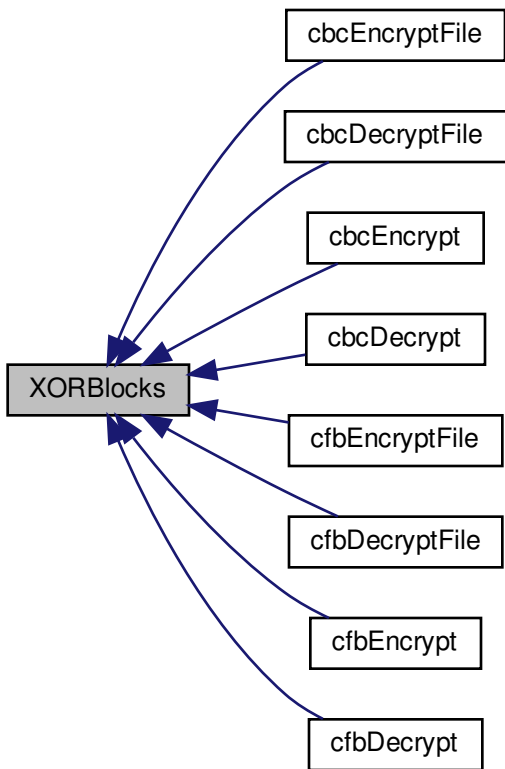 cbcEncryptFile
cbcDecryptFile
cbcEncrypt
cbcDecrypt
XORBlocks
cfbEncryptFile
cfbDecryptFile
cfbEncrypt
cfbDecrypt